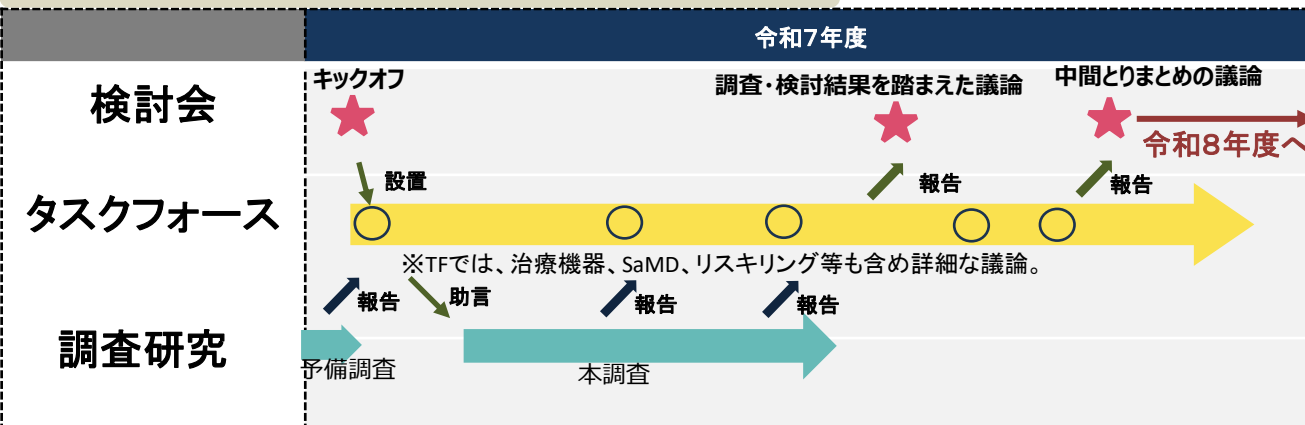 令和7年度
検討会
キックオフ
調査・検討結果を踏まえた議論
中間とりまとめの議論
令和8年度へ
設置
報告
報告
タスクフォース
※TFでは、治療機器、SaMD、リスキリング等も含め詳細な議論。
報告
助言
報告
報告
調査研究
予備調査
本調査